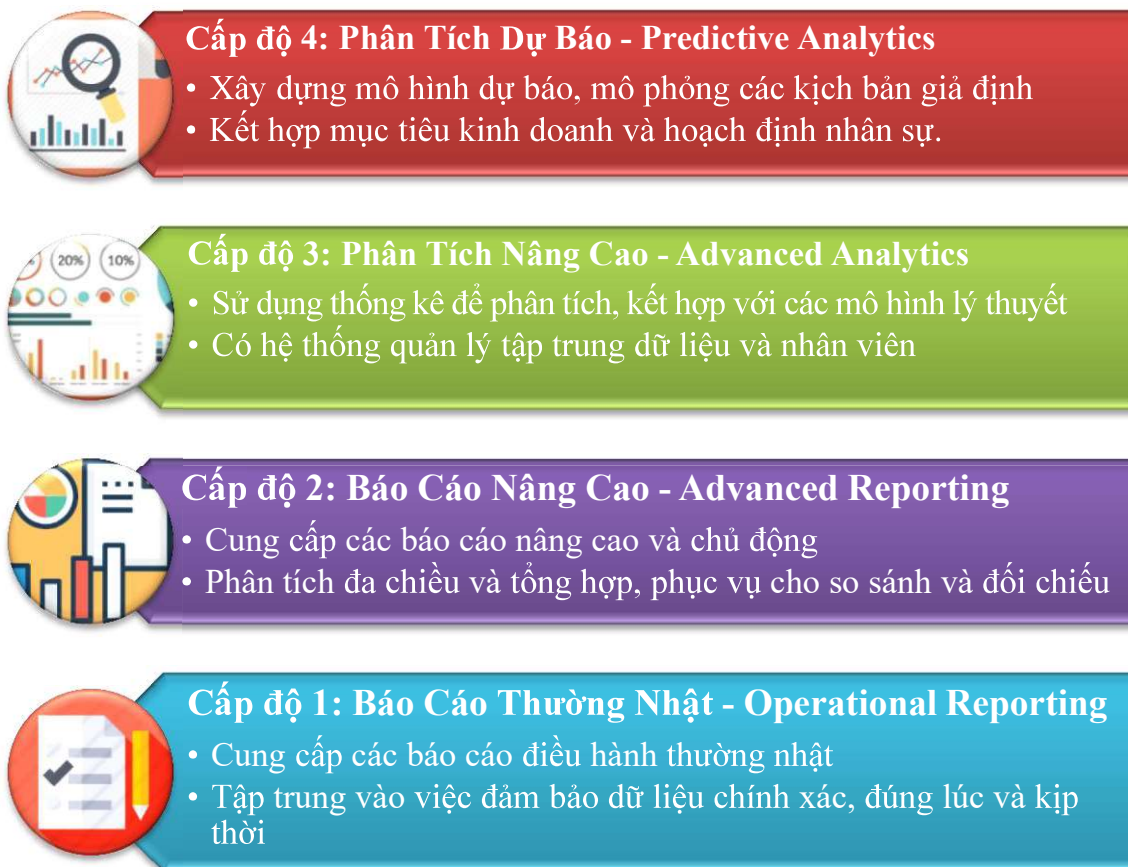 Cấp độ 4: Phân Tích Dự Báo - Predictive Analytics
• Xây dựng mô hình dự báo, mô phỏng các kịch bản giả định
• Kết hợp mục tiêu kinh doanh và hoạch định nhân sự.
20%
10%
Cấp độ 3: Phân Tích Nâng Cao - Advanced Analytics
• Sử dụng thống kê để phân tích, kết hợp với các mô hình lý thuyết
• Có hệ thống quản lý tập trung dữ liệu và nhân viên
Cấp độ 2: Báo Cáo Nâng Cao - Advanced Reporting
• Cung cấp các báo cáo nâng cao và chủ động
• Phân tích đa chiều và tổng hợp, phục vụ cho so sánh và đối chiếu
Cấp độ 1: Báo Cáo Thường Nhật - Operational Reporting
• Cung cấp các báo cáo điều hành thường nhật
• Tập trung vào việc đảm bảo dữ liệu chính xác, đúng lúc và kịp
thời